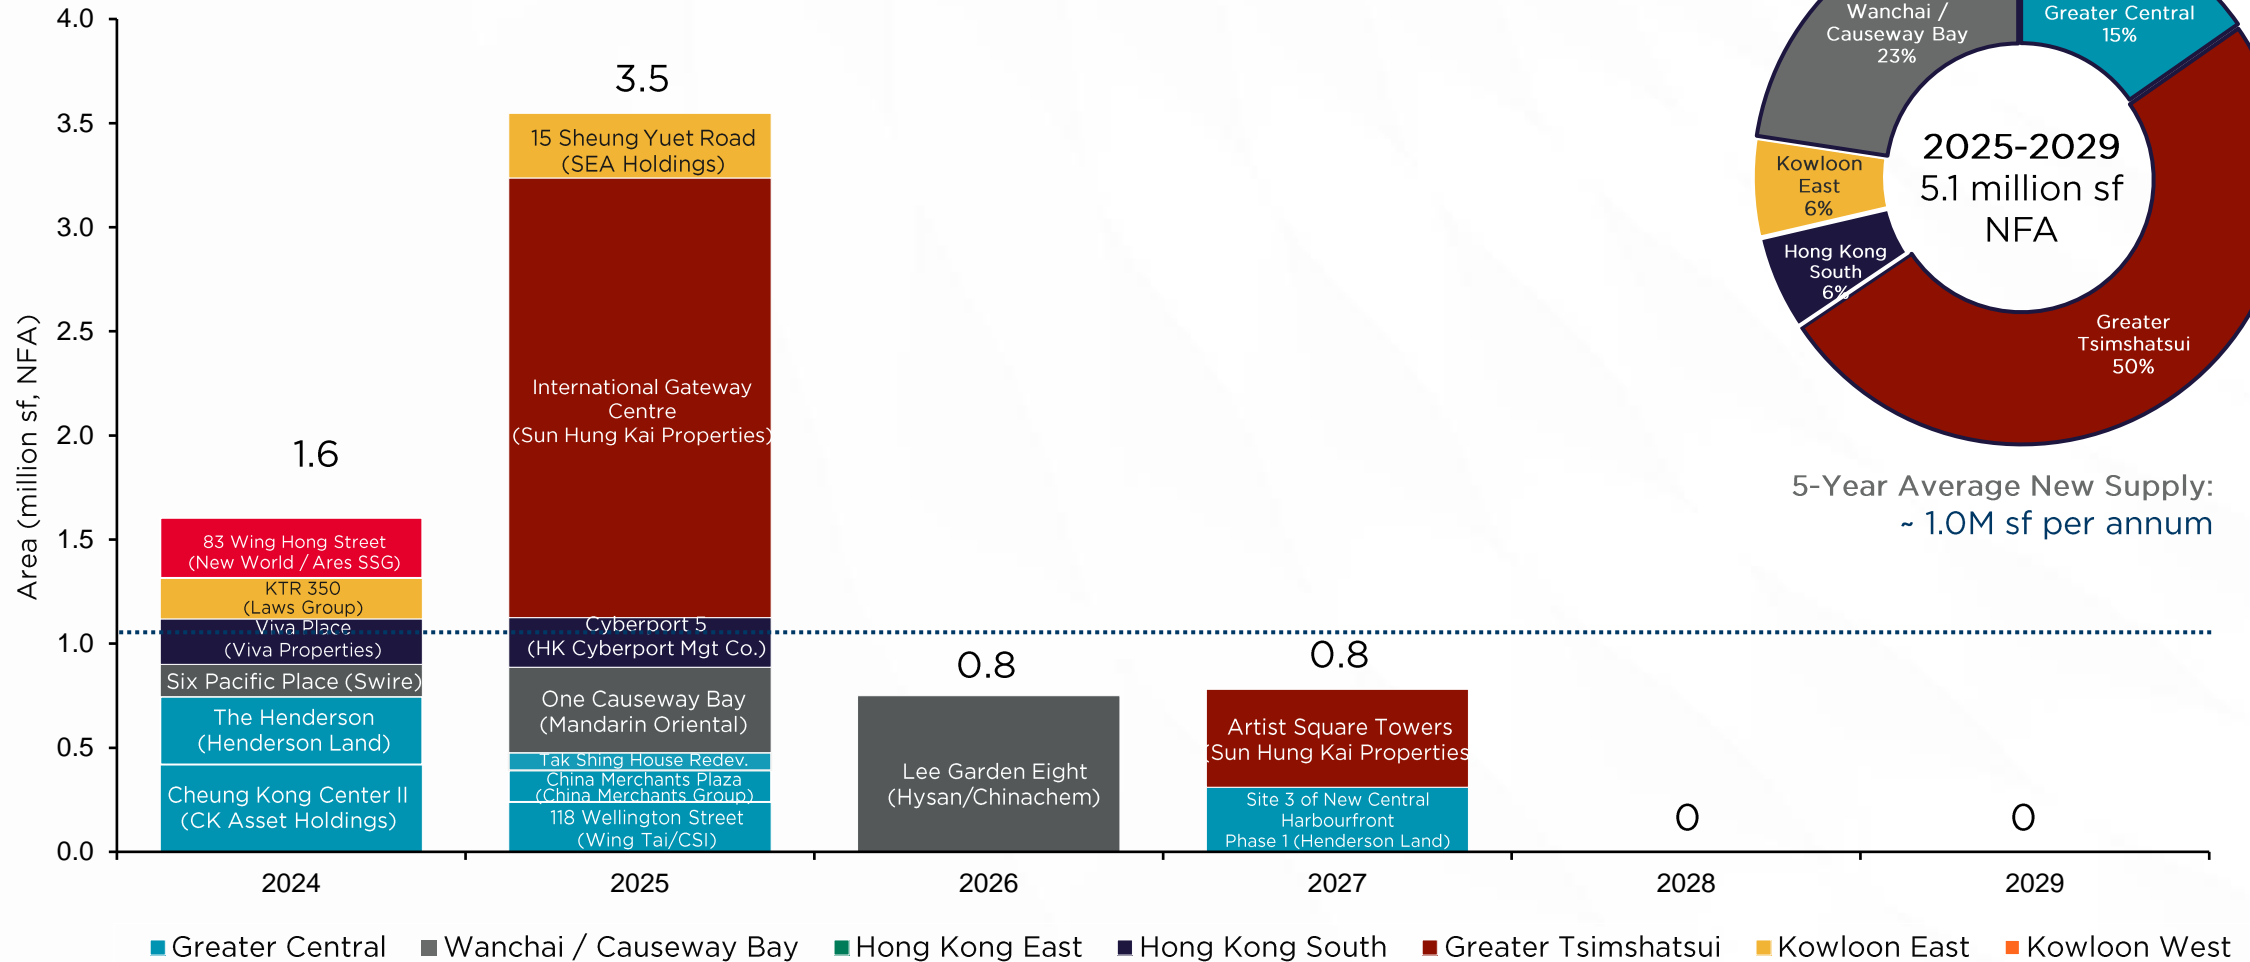 4.0
3.5
3.0
2.5
2.0
1.5
1.0
0.5
0.0
Area (million sf, NFA)
1.6
83 Wing Hong Street
(New World / Ares SSG)
KTR 350
(Laws Group)
Viva Place
(Viva Properties)
Six Pacific Place (Swire)
The Henderson
(Henderson Land)
Cheung Kong Center II
(CK Asset Holdings)
3.5
15 Sheung Yuet Road
(SEA Holdings)
International Gateway
Centre
(Sun Hung Kai Properties)
Cyberport 5
(HK Cyberport Mgt Co.)
One Causeway Bay
(Mandarin Oriental)
Tak Shing House Redev.
China Merchants Plaza
(China Merchants Group)
118 Wellington Street
(Wing Tai/CSI)
0.8
Lee Garden Eight
(Hysan/Chinachem)
0.8
Artist Square Towers
(Sun Hung Kai Properties
Site 3 of New Central
Harbourfront
Phase 1 (Henderson Land)
0
0
2024
2025
2026
2027
2028
2029
Wanchai /
Causeway Bay
23%
Greater Central
15%
Kowloon
East
6%
Hong Kong
South
6%
Greater
Tsimshatsui
50%
2025-2029
5.1 million sf
NFA
5-Year Average New Supply:
~ 1.0M sf per annum
Greater Central
Wanchai / Causeway Bay
Hong Kong East
Hong Kong South
Greater Tsimshatsui
Kowloon East
Kowloon West